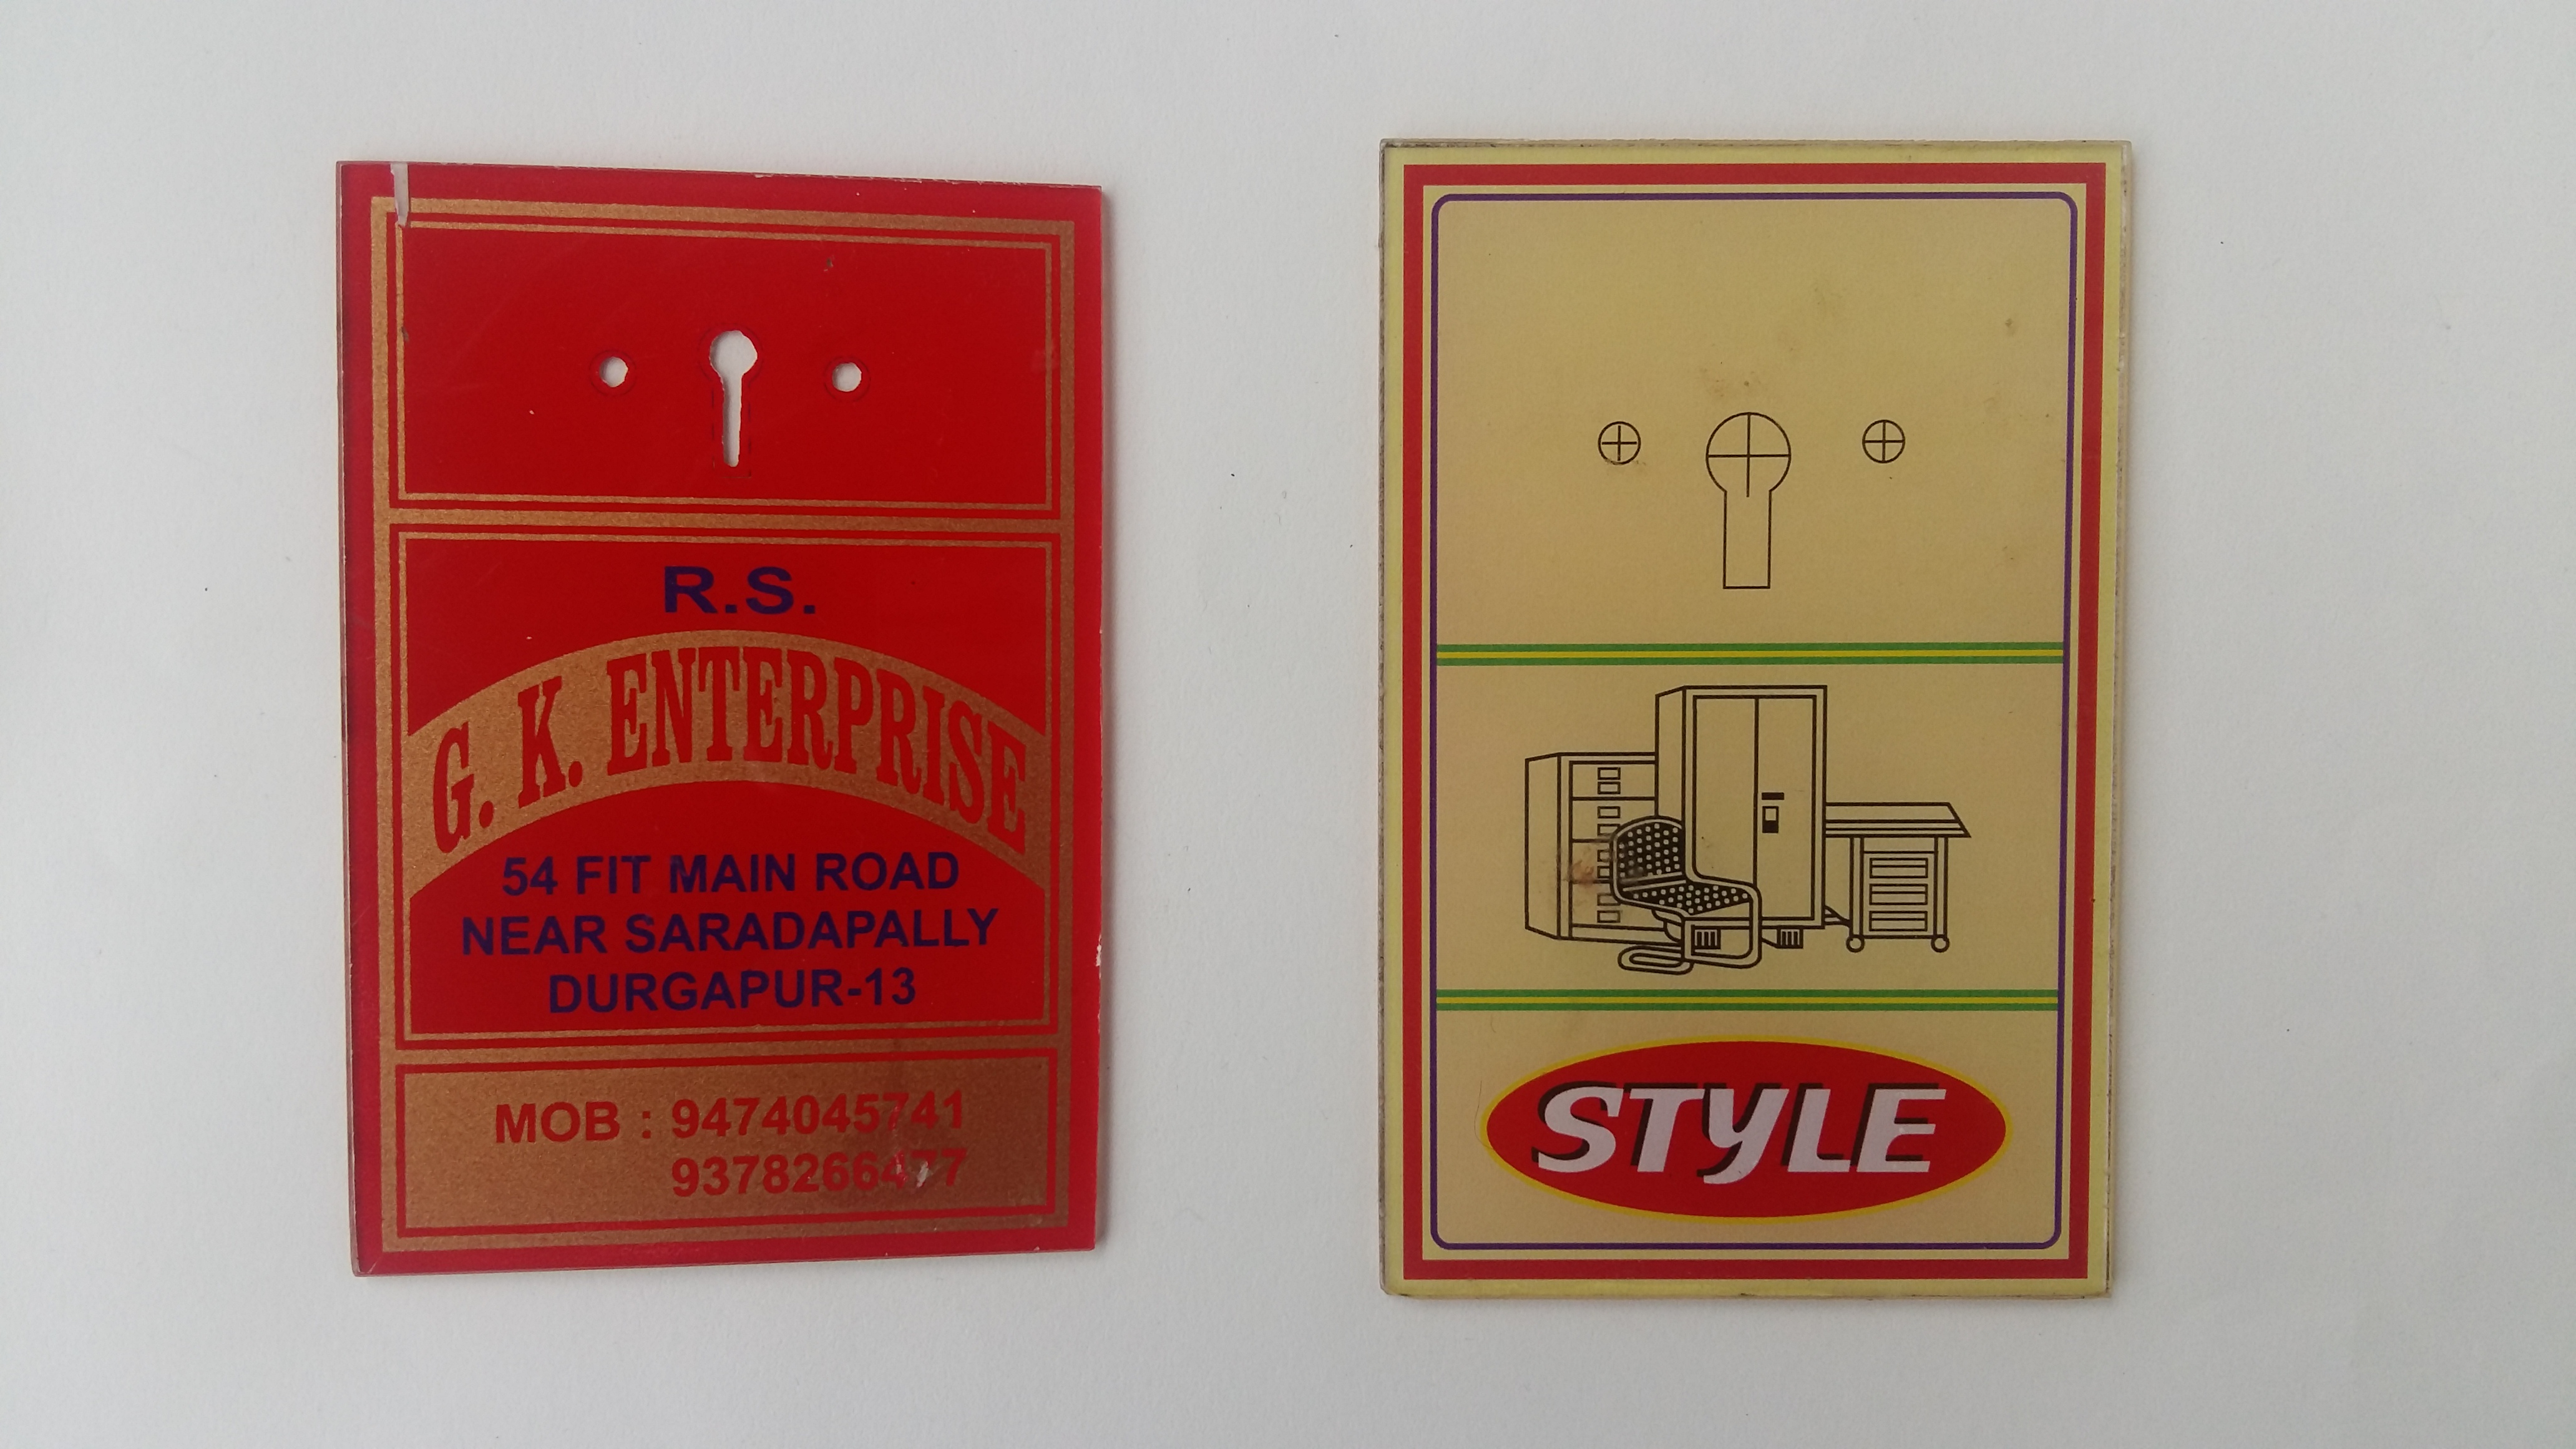 R.S.
G. K. ENTERPRISE
54 FIT MAIN ROAD
NEAR SARADAPALLY
DURGAPUR-13
MOB : 9474045741
STYLE